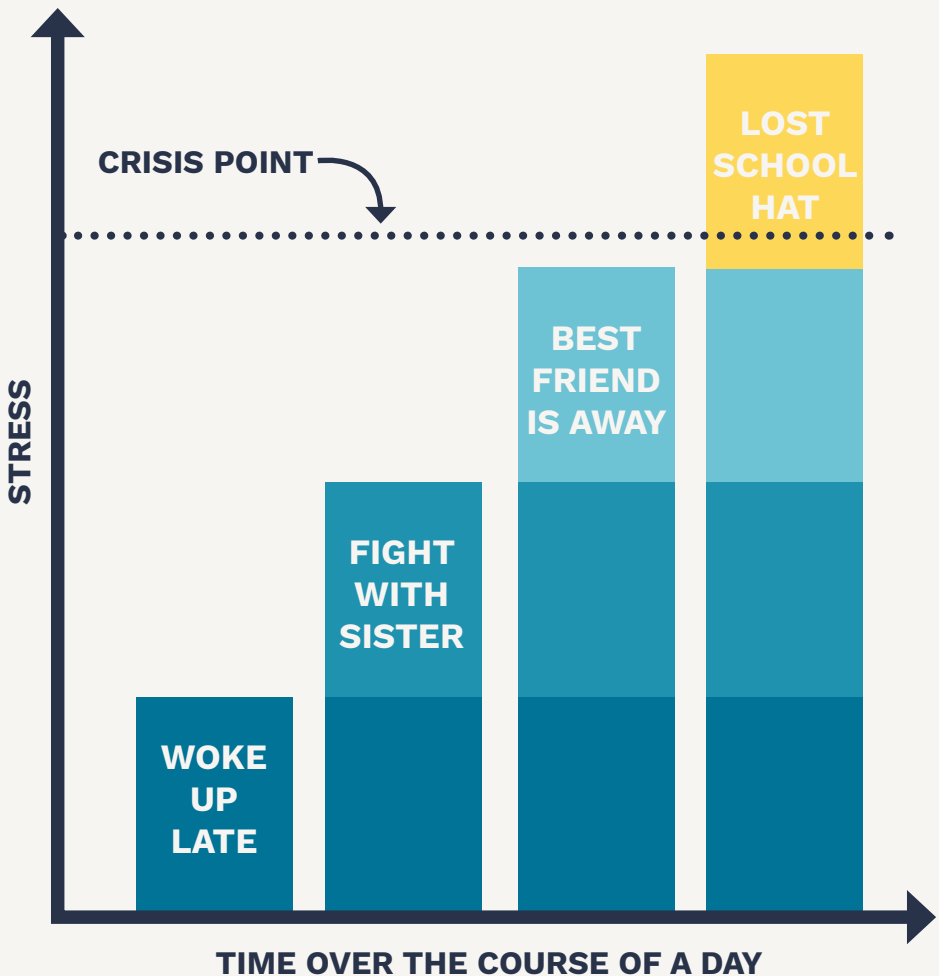 CRISIS POINT
LOST
SCHOOL
HAT
BEST
FRIEND
IS AWAY
FIGHT
WITH
SISTER
WOKE
UP
LATE
STRESS
TIME OVER THE COURSE OF A DAY